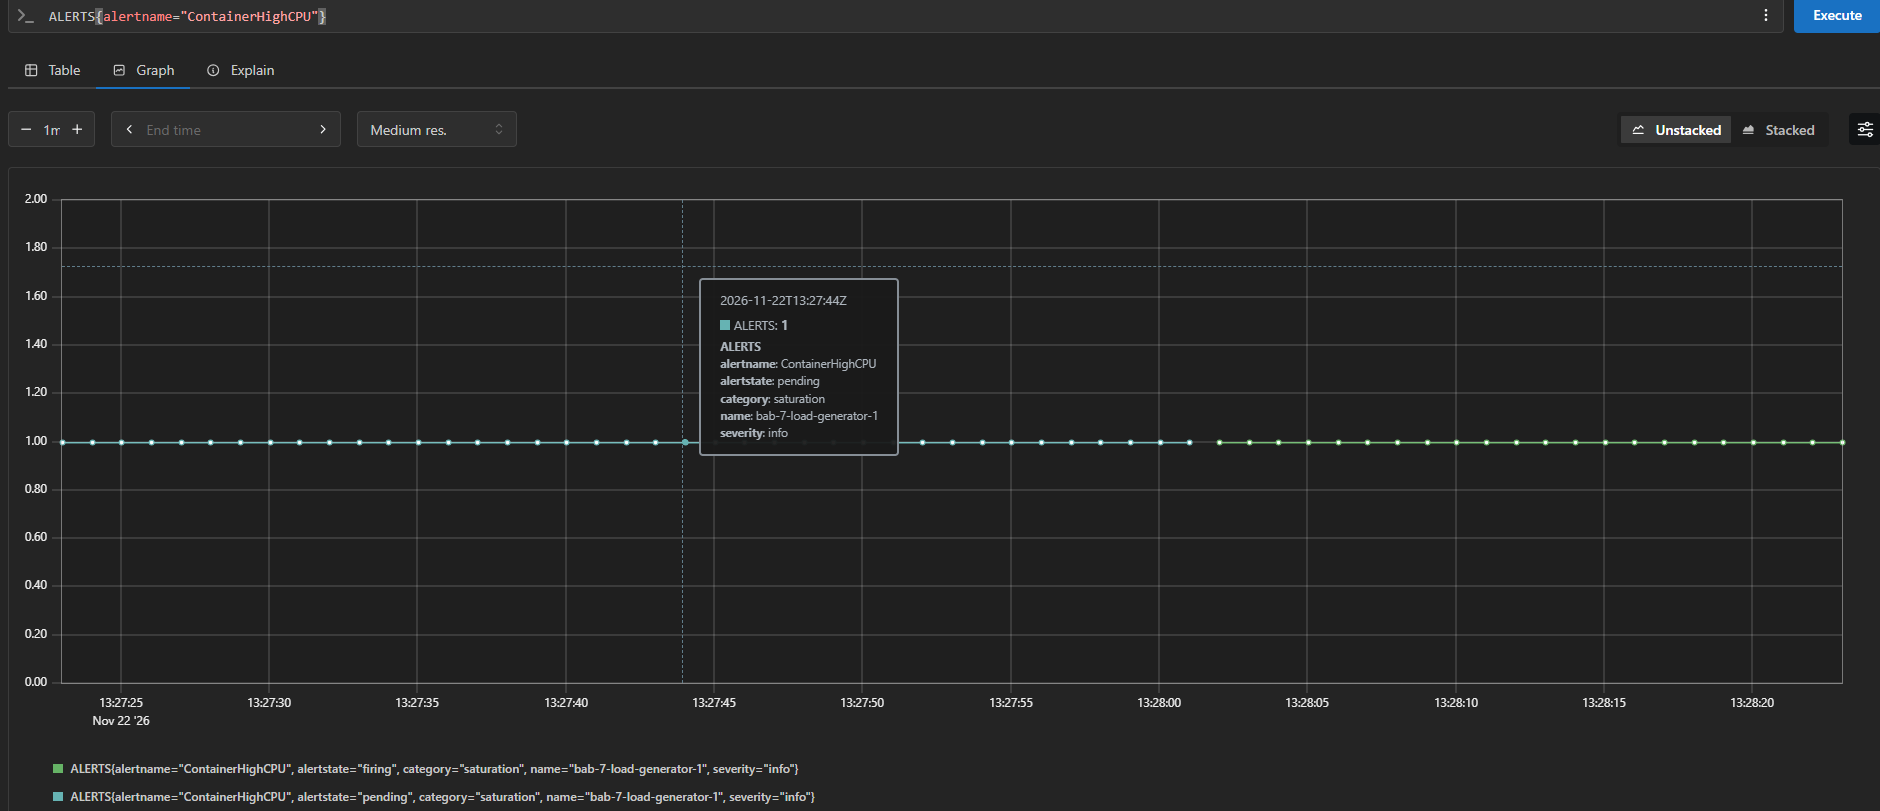 ALERTS{alertname="ContainerHighCPU"}
Execute
Table Graph Explain
− 1m + End time Medium res. Unstacked Stacked
2.00
1.80
1.60
1.40
1.20
1.00
0.80
0.60
0.40
0.20
0.00
2026-11-22T13:27:44Z
ALERTS: 1
ALERTS
alertname: ContainerHighCPU
alertstate: pending
category: saturation
name: bab-7-load-generator-1
severity: info
13:27:25 13:27:30 13:27:35 13:27:40 13:27:45 13:27:50 13:27:55 13:28:00 13:28:05 13:28:10 13:28:15 13:28:20
Nov 22 '26
ALERTS{alertname="ContainerHighCPU", alertstate="firing", category="saturation", name="bab-7-load-generator-1", severity="info"}
ALERTS{alertname="ContainerHighCPU", alertstate="pending", category="saturation", name="bab-7-load-generator-1", severity="info"}